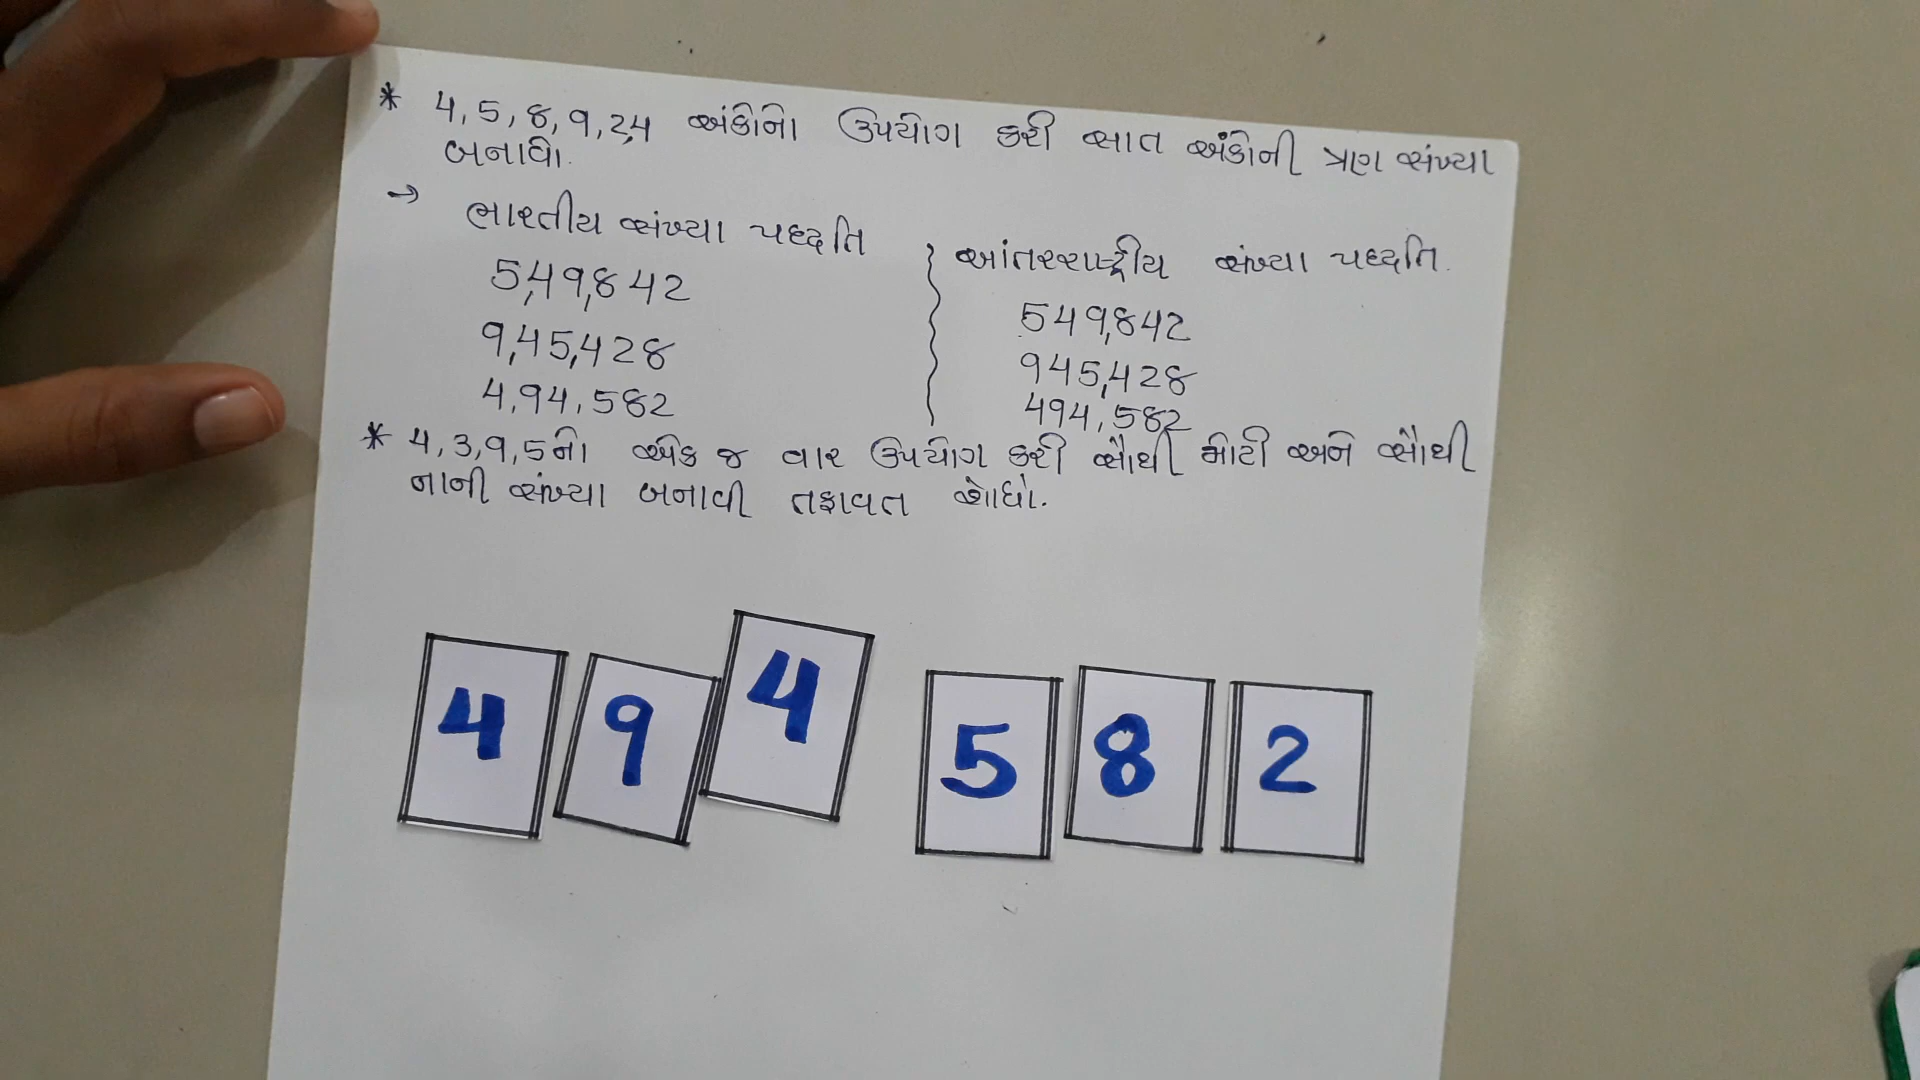 * 4, 5, 8, 9, 2,4 અંકોનો ઉપયોગ કરી સાત અંકોની ત્રણ સંખ્યા
બનાવો.
→ ભારતીય સંખ્યા પધ્ધતિ
આંતરરાષ્ટ્રીય સંખ્યા પધ્ધતિ.
5,49,842
549,842
9,45,428
945,428
4,94,582
494,582
* 4,3,9,5નો એક જ વાર ઉપયોગ કરી સૌથી મોટી અને સૌથી
નાની સંખ્યા બનાવી તફાવત શોધો.
4 9 4 5 8 2